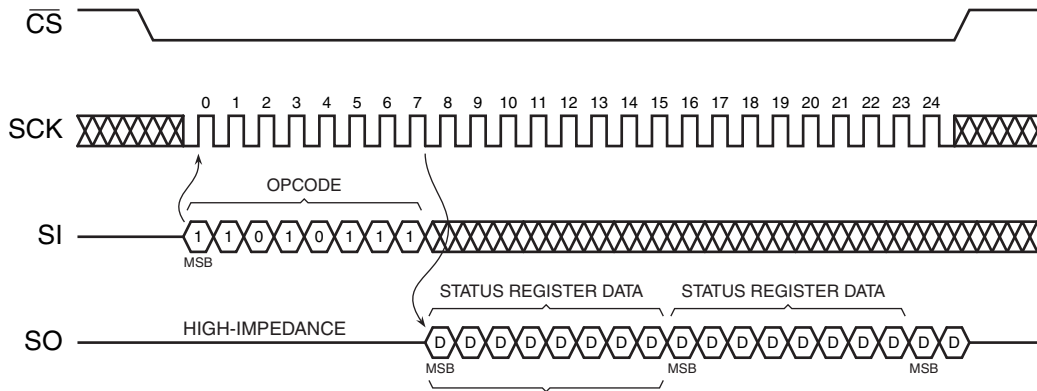 CS
0 1 2 3 4 5 6 7 8 9 10 11 12 13 14 15 16 17 18 19 20 21 22 23 24
SCK
OPCODE
SI 1 1 0 1 0 1 1 1
MSB
STATUS REGISTER DATA STATUS REGISTER DATA
HIGH-IMPEDANCE
SO D D D D D D D D D D D D D D D D D D
MSB MSB MSB